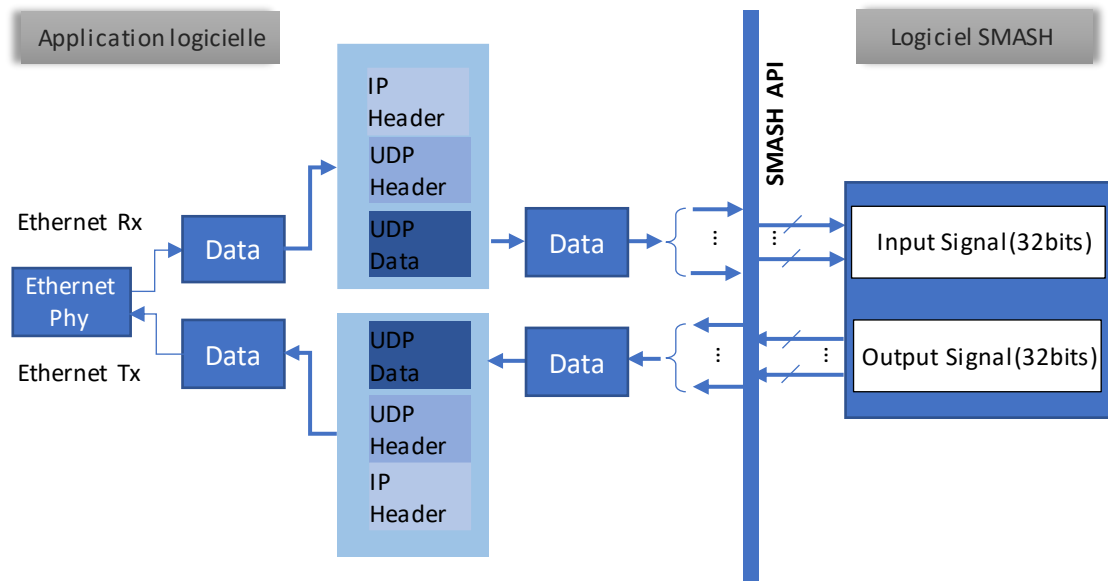 Application logicielle
Logiciel SMASH
IP
Header
UDP
Header
UDP
Data
SMASH API
Ethernet Rx
Data
Data
...
...
Input Signal(32bits)
Ethernet
Phy
Ethernet Tx
Data
UDP
Data
UDP
Header
IP
Header
Data
...
...
Output Signal(32bits)